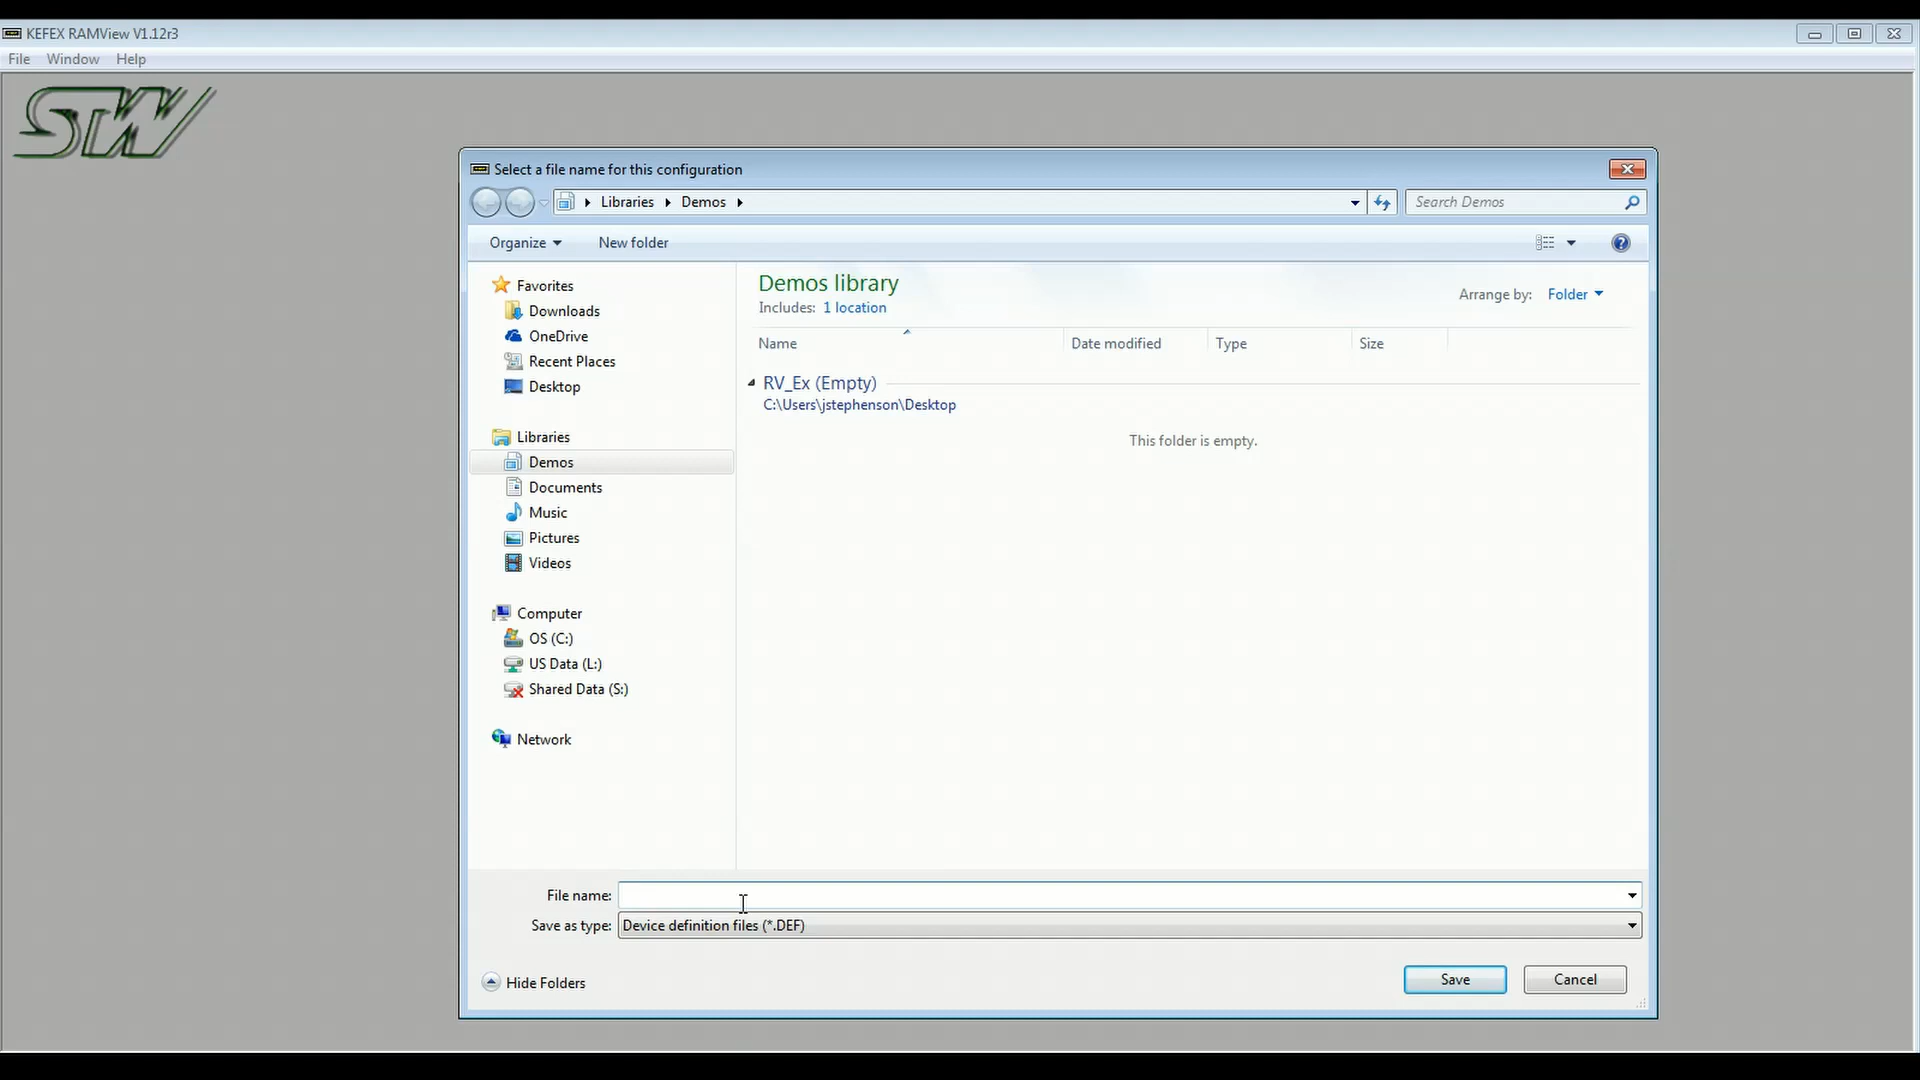 KEFEX RAMView V1.12r3
File Window Help
STW
Select a file name for this configuration
Libraries Demos
Search Demos
Organize New folder
Favorites
Downloads
OneDrive
Recent Places
Desktop
Libraries
Demos
Documents
Music
Pictures
Videos
Computer
OS (C:)
US Data (L:)
Shared Data (S:)
Network
Demos library
Includes: 1 location
Arrange by: Folder
Name Date modified Type Size
RV_Ex (Empty)
C:\Users\jstephenson\Desktop
This folder is empty.
File name:
Save as type: Device definition files (*.DEF)
Hide Folders
Save Cancel